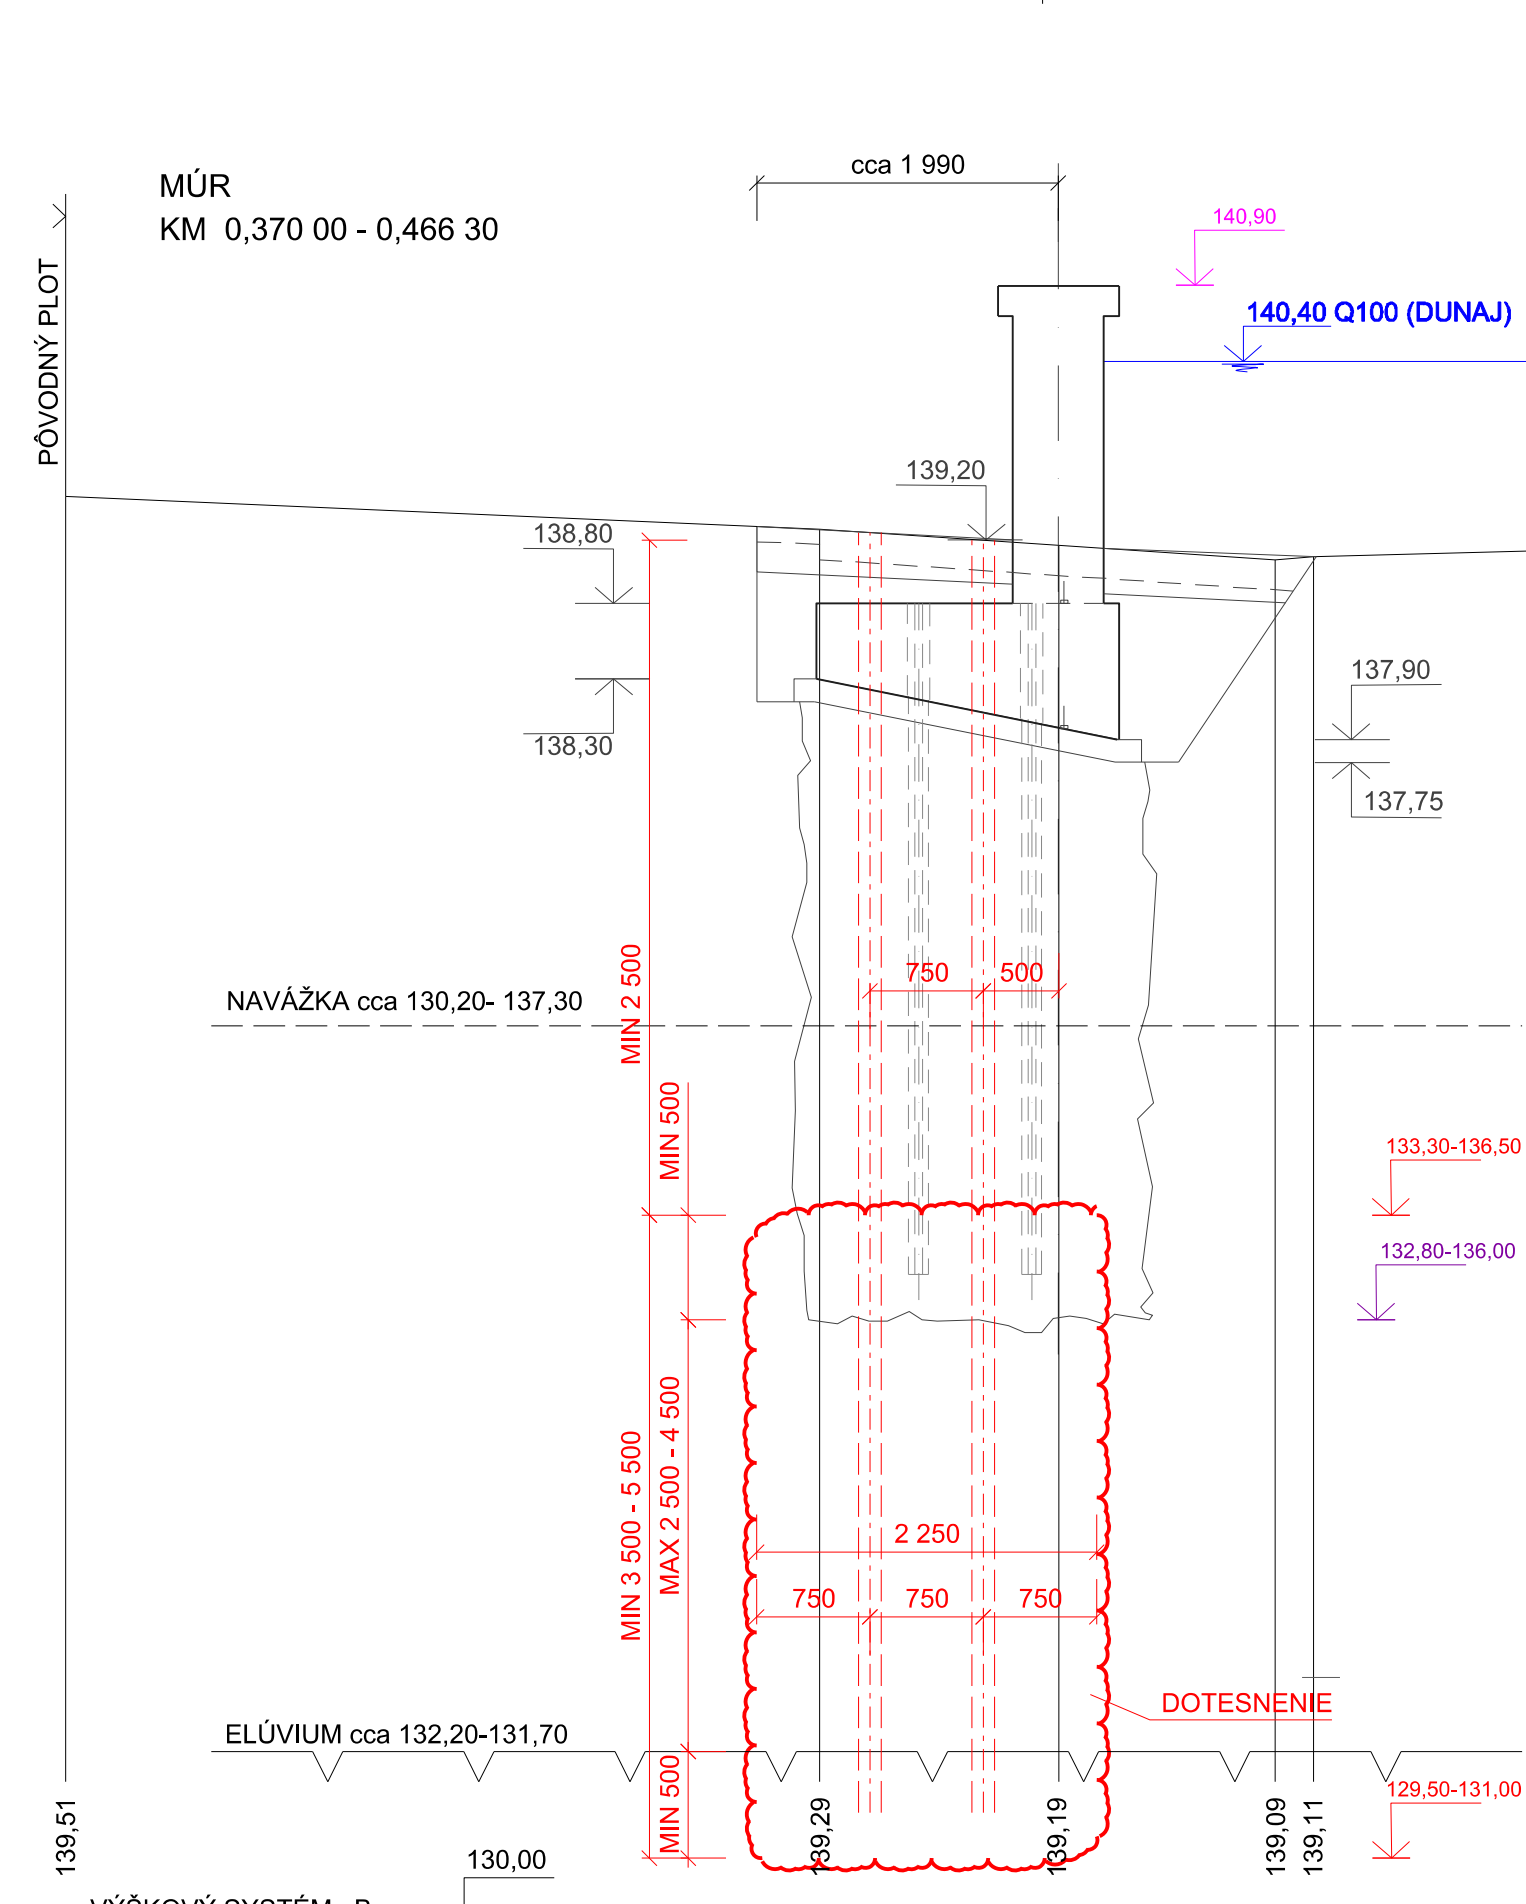 cca 1 990
MÚR
KM 0,370 00 - 0,466 30
140,90
140,40 Q100 (DUNAJ)
PÔVODNÝ PLOT
139,20
138,80
138,30
137,90
137,75
750
500
MIN 2 500
NAVÁŽKA cca 130,20- 137,30
MIN 500
133,30-136,50
132,80-136,00
MIN 3 500 - 5 500
MAX 2 500 - 4 500
2 250
750
750
750
DOTESNENIE
ELÚVIUM cca 132,20-131,70
MIN 500
129,50-131,00
139,51
139,29
139,19
139,09
139,11
130,00
VÝŠKOVÝ SYSTÉM - B